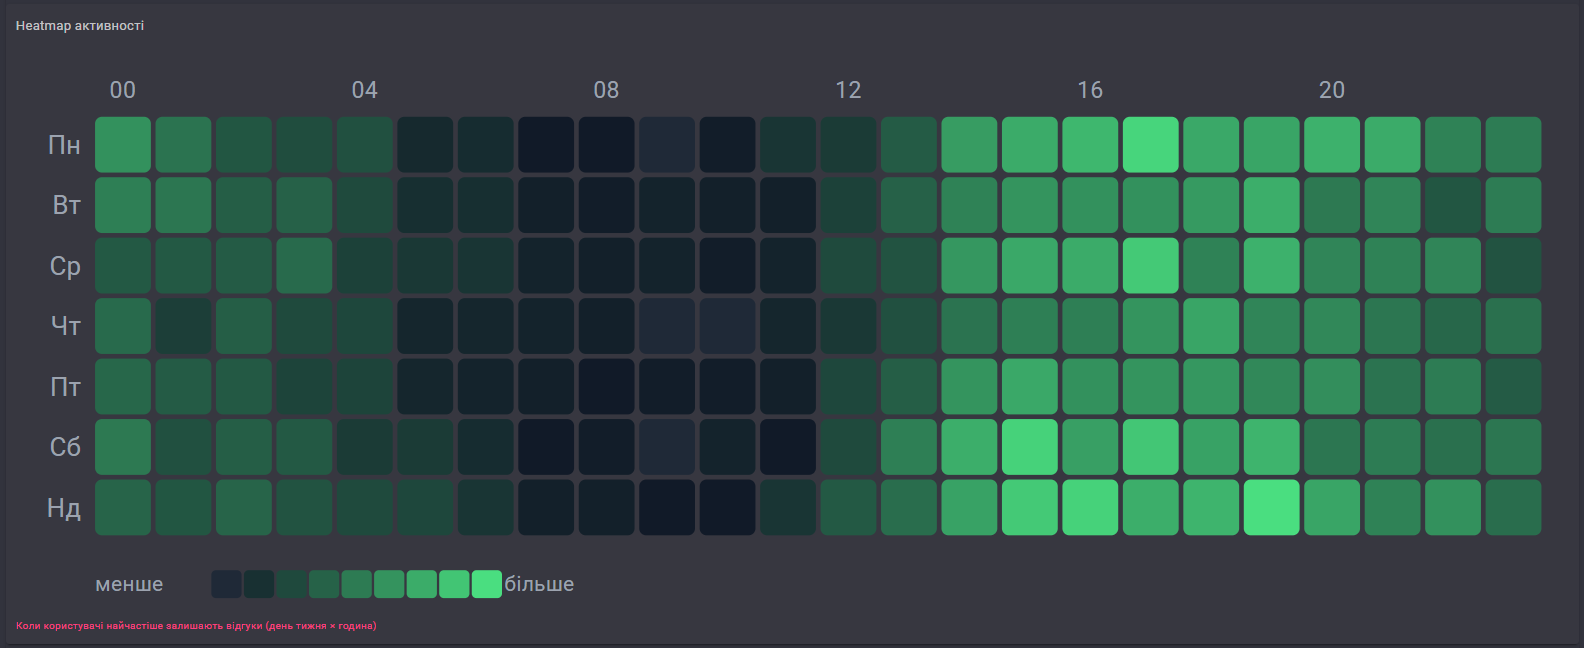 Heatmap активності
00 04 08 12 16 20
Пн
Вт
Ср
Чт
Пт
Сб
Нд
менше більше
Коли користувачі найчастіше залишають відгуки (день тижня × година)